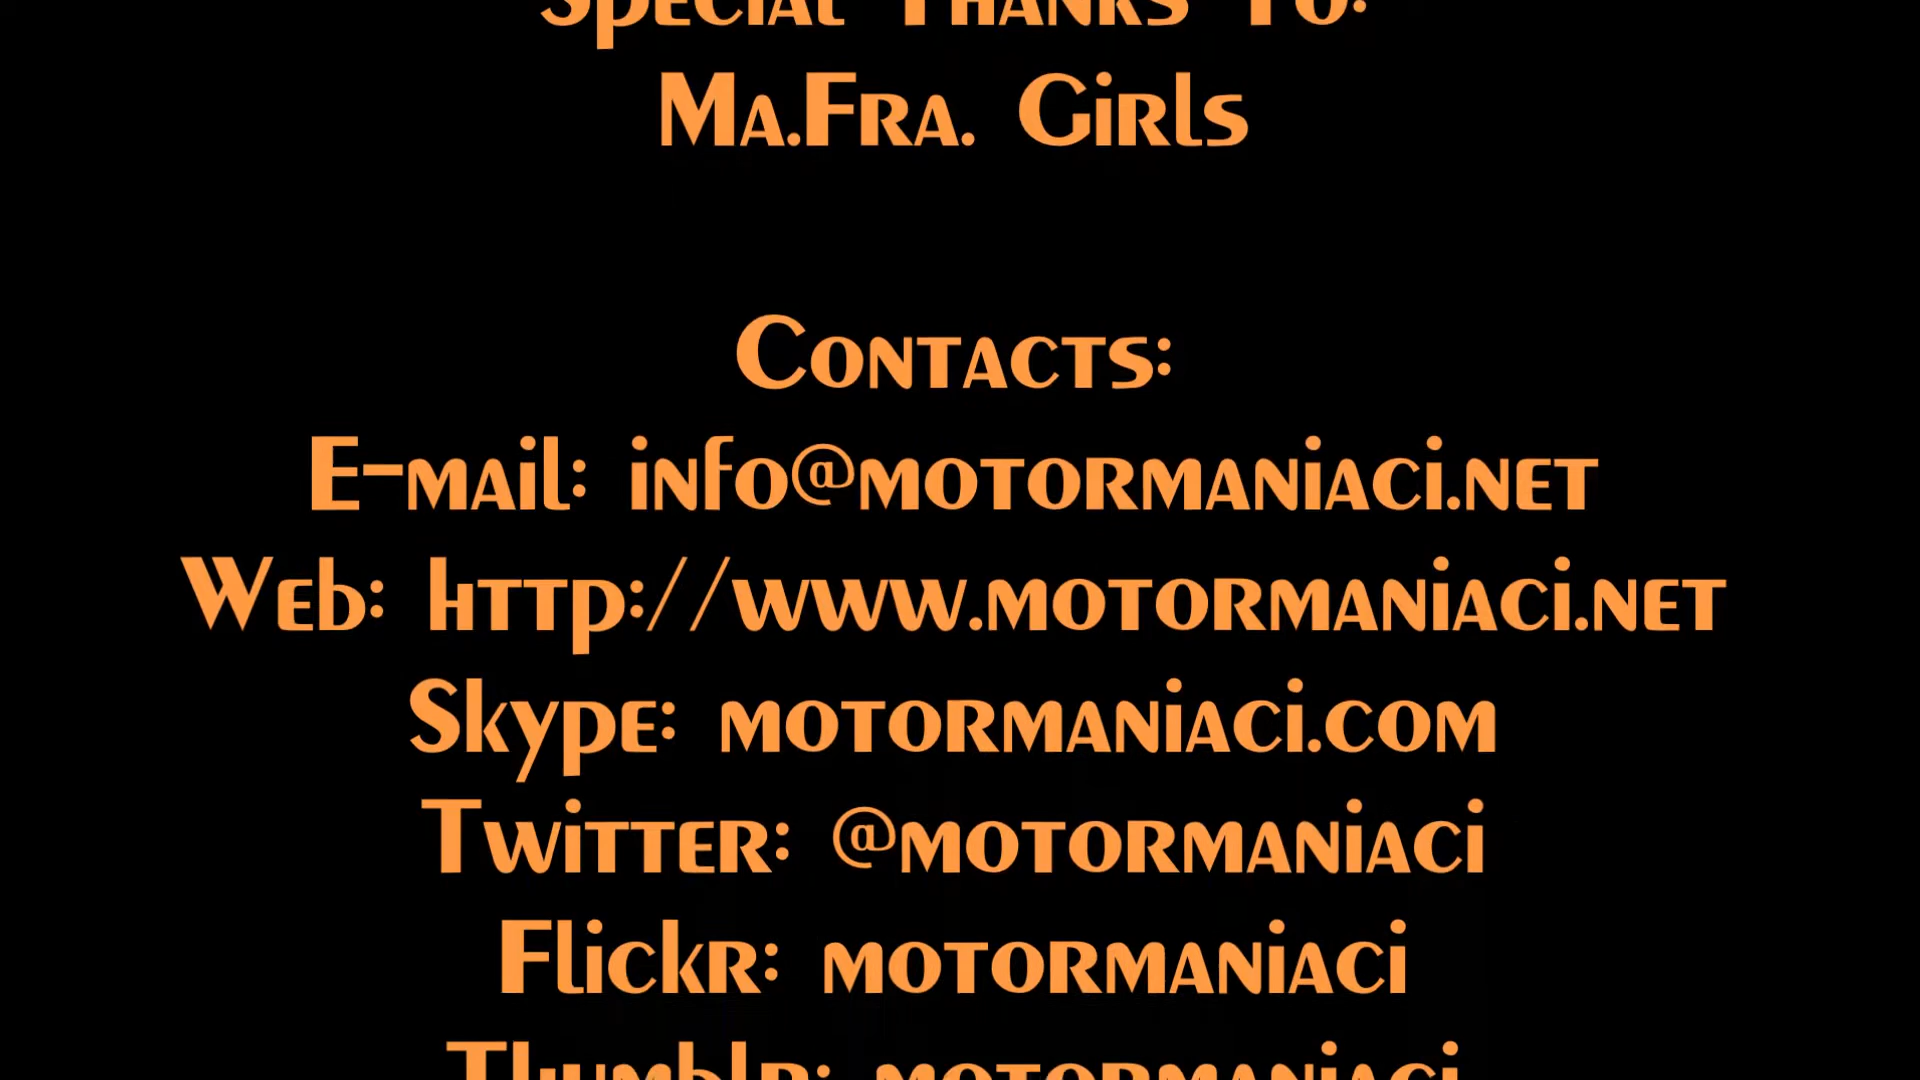 Special Thanks To:
Ma.Fra. Girls
Contacts:
E-mail: info@motormaniaci.net
Web: http://www.motormaniaci.net
Skype: motormaniaci.com
Twitter: @motormaniaci
Flickr: motormaniaci
motormaniaci